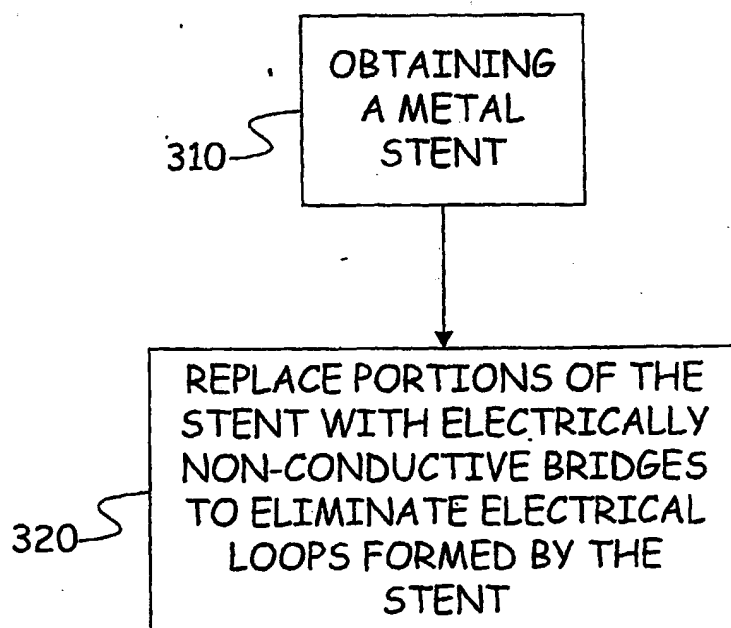 OBTAINING
A METAL
STENT
310
REPLACE PORTIONS OF THE
STENT WITH ELECTRICALLY
NON-CONDUCTIVE BRIDGES
TO ELIMINATE ELECTRICAL
LOOPS FORMED BY THE
STENT
320